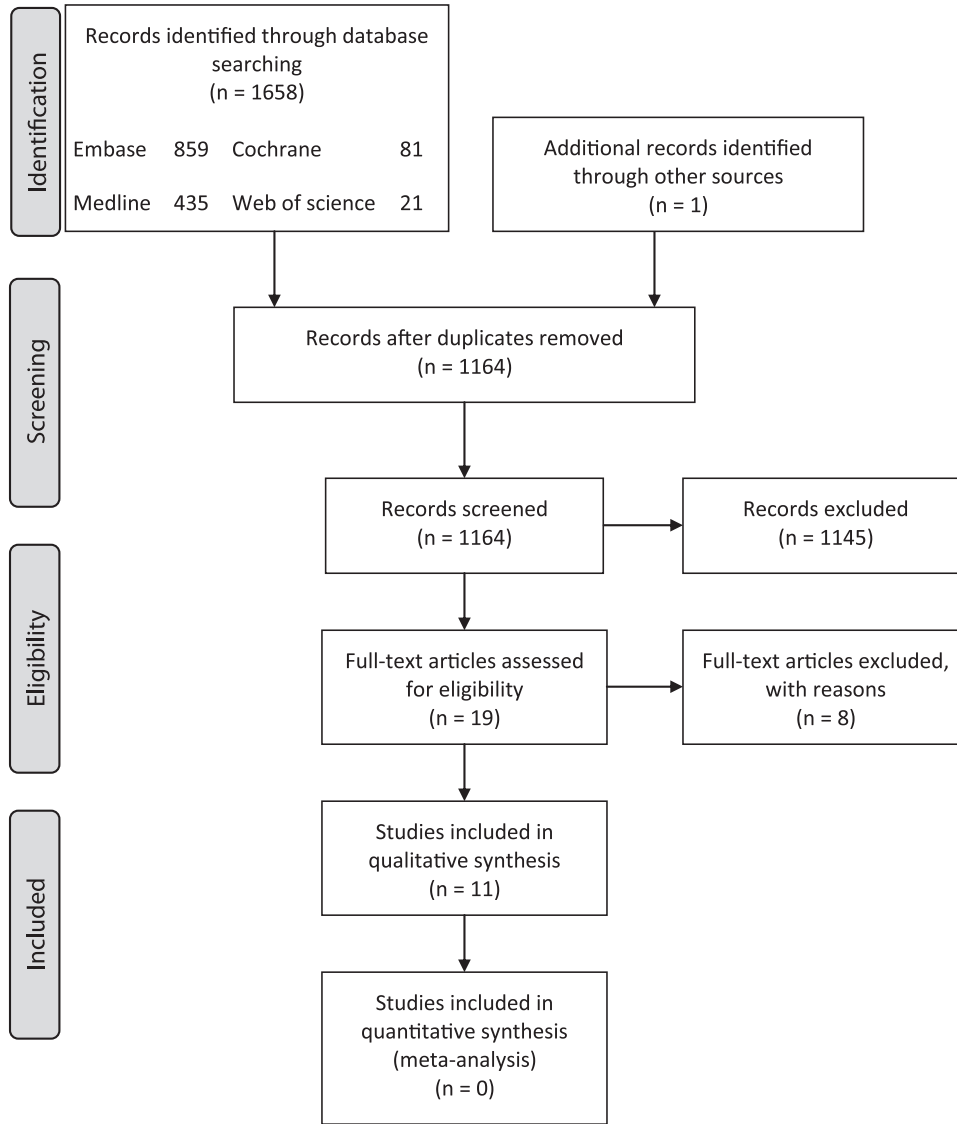 Identification
Records identified through database
searching
(n = 1658)
Embase 859 Cochrane 81
Medline 435 Web of science 21
Additional records identified
through other sources
(n = 1)
Screening
Records after duplicates removed
(n = 1164)
Records screened
(n = 1164)
Records excluded
(n = 1145)
Eligibility
Full-text articles assessed
for eligibility
(n = 19)
Full-text articles excluded,
with reasons
(n = 8)
Included
Studies included in
qualitative synthesis
(n = 11)
Studies included in
quantitative synthesis
(meta-analysis)
(n = 0)